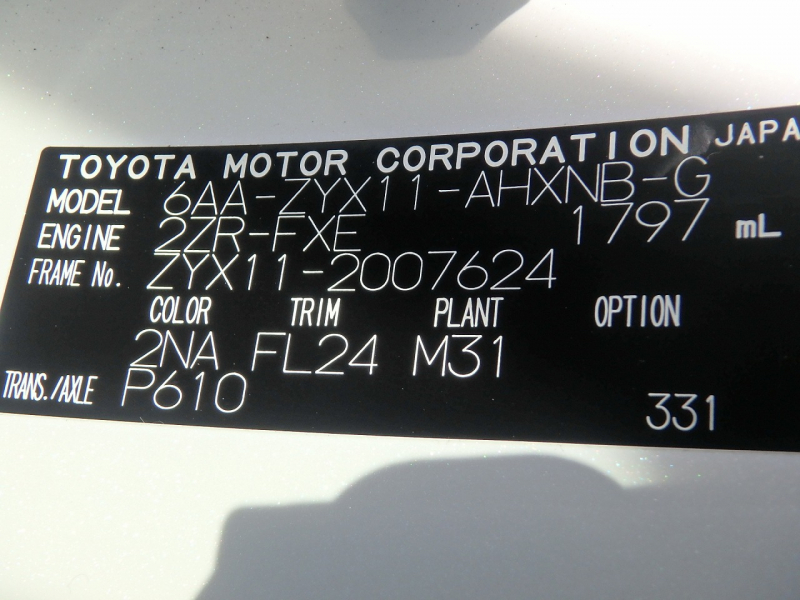 TOYOTA MOTOR CORPORATION JAPA
MODEL 6AA-ZYX11-AHXNB-G
ENGINE 2ZR-FXE 1797 mL
FRAME No. ZYX11-2007624
COLOR TRIM PLANT OPTION
2NA FL24 M31
TRANS./AXLE P610
331